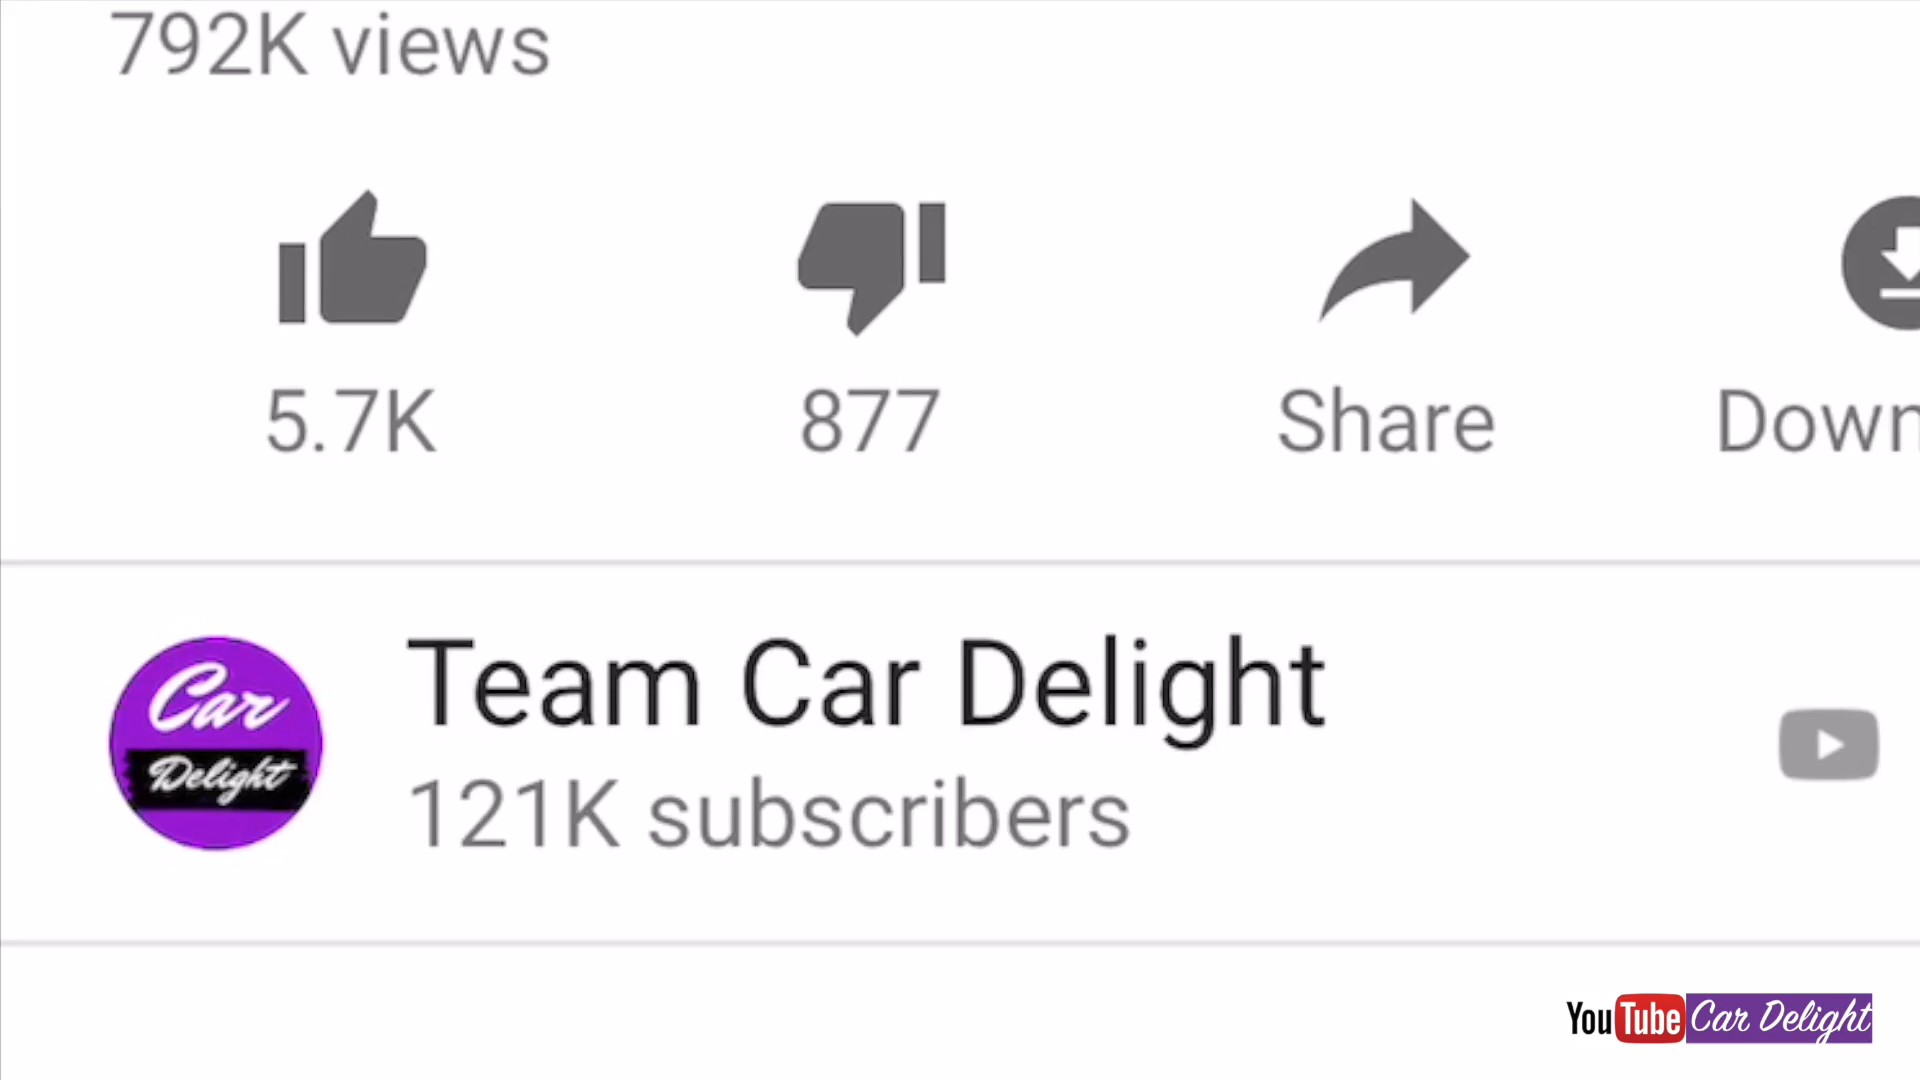 792K views
5.7K 877 Share Down
Car
Delight
Team Car Delight
121K subscribers
YouTube Car Delight